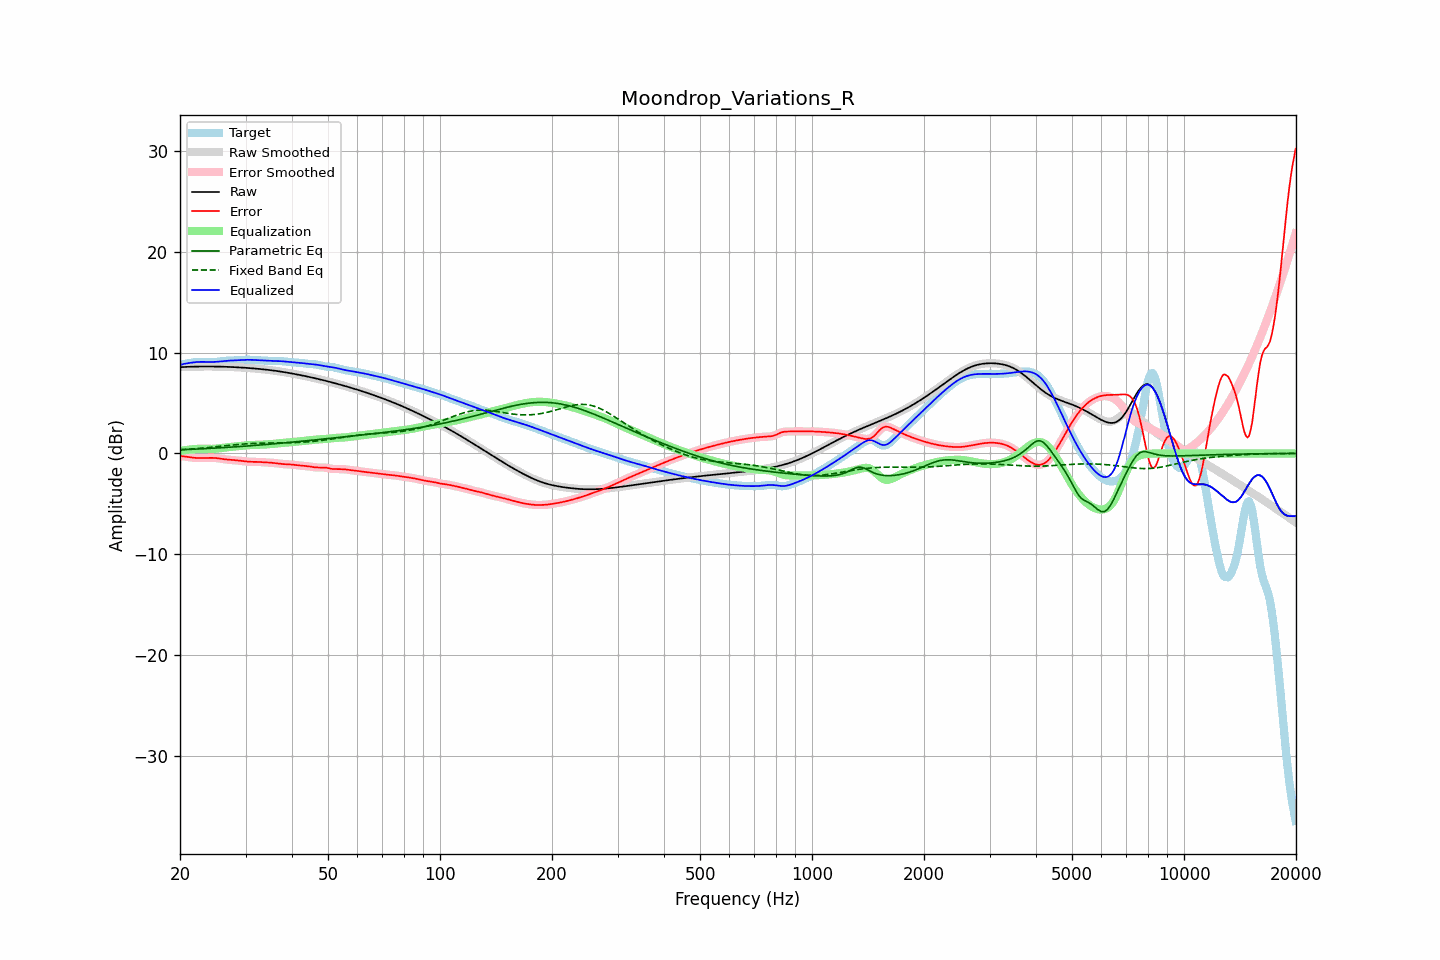 Moondrop_Variations_R
Target
Raw Smoothed
Error Smoothed
Raw
Error
Equalization
Parametric Eq
Fixed Band Eq
Equalized
30
20
10
0
−10
−20
−30
Amplitude (dBr)
20
50
100
200
500
1000
2000
5000
10000
20000
Frequency (Hz)